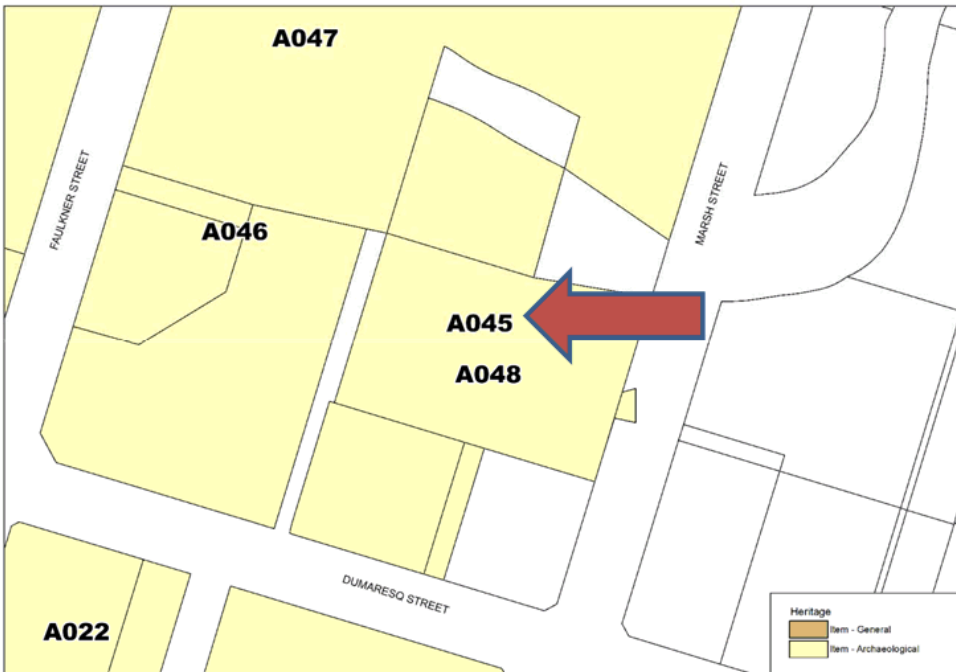 A047
FAULKNER STREET
MARSH STREET
A046
A045
A048
DUMARESQ STREET
A022
Heritage
Item - General
Item - Archaeological